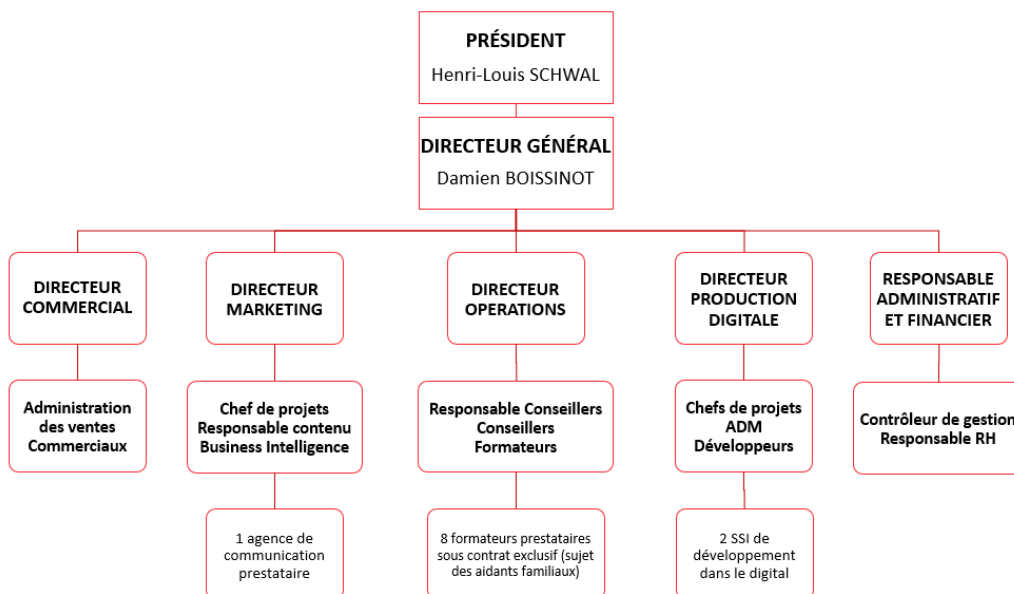 PRÉSIDENT
Henri-Louis SCHWAL
DIRECTEUR GÉNÉRAL
Damien BOISSINOT
DIRECTEUR
COMMERCIAL
DIRECTEUR
MARKETING
DIRECTEUR
OPERATIONS
DIRECTEUR
PRODUCTION
DIGITALE
RESPONSABLE
ADMINISTRATIF
ET FINANCIER
Administration
des ventes
Commerciaux
Chef de projets
Responsable contenu
Business Intelligence
Responsable Conseillers
Conseillers
Formateurs
Chefs de projets
ADM
Développeurs
Contrôleur de gestion
Responsable RH
1 agence de
communication
prestataire
8 formateurs prestataires
sous contrat exclusif (sujet
des aidants familiaux)
2 SSI de
développement
dans le digital